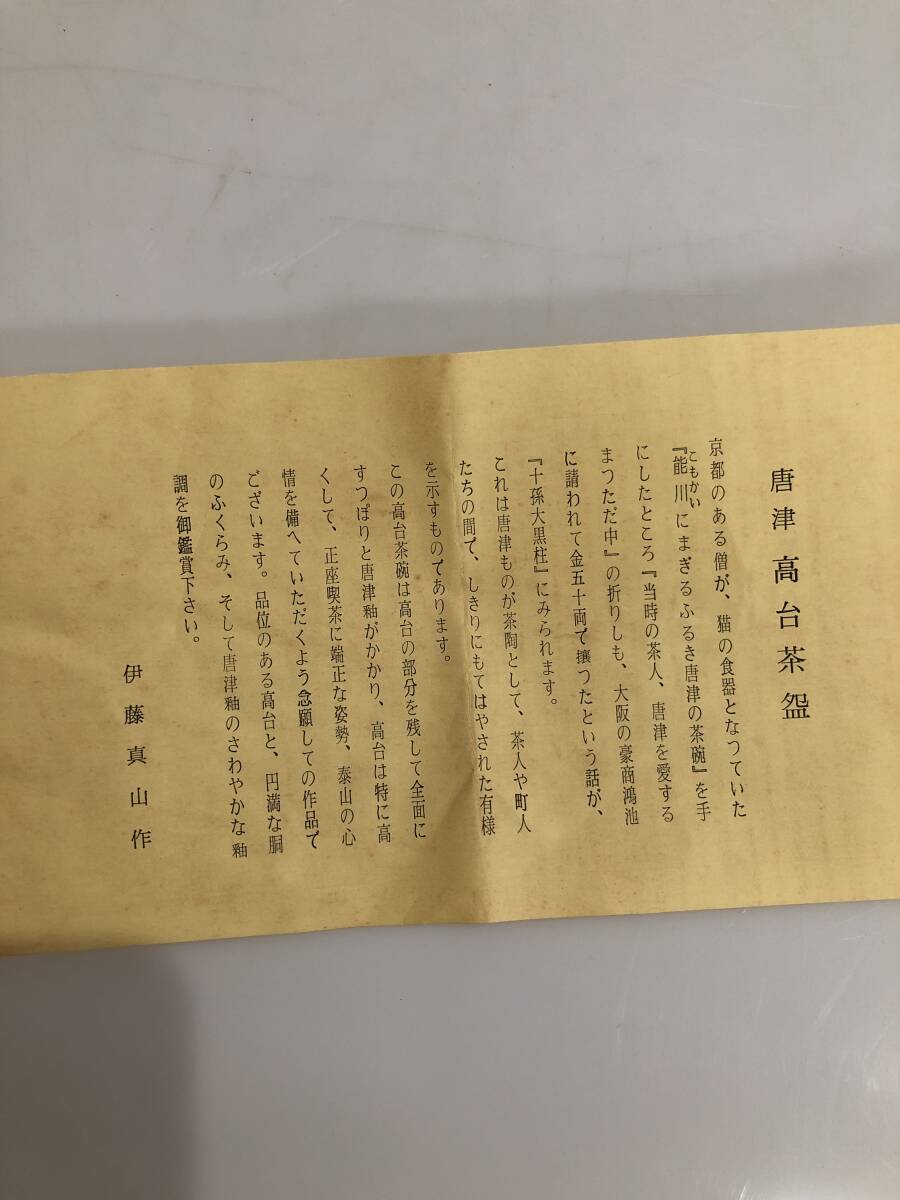 唐津 高台茶盌
京都のある僧が、猫の食器となつていた
『能川にまぎるふるき唐津の茶碗』を手
こもかい
にしたところ『当時の茶人、唐津を愛する
まつただ中』の折りしも、大阪の豪商鴻池
に請われて金五十両で攘つたという話が、
『十孫大黒柱』にみられます。
これは唐津ものが茶陶として、茶人や町人
たちの間で、しきりにもてはやされた有様
を示すものであります。
この高台茶碗は高台の部分を残して全面に
すつぽりと唐津釉がかかり、高台は特に高
くして、正座喫茶に端正な姿勢、泰山の心
情を備へていただくよう念願しての作品で
ございます。品位のある高台と、円満な胴
のふくらみ、そして唐津釉のさわやかな釉
調を御鑑賞下さい。
伊藤真山作